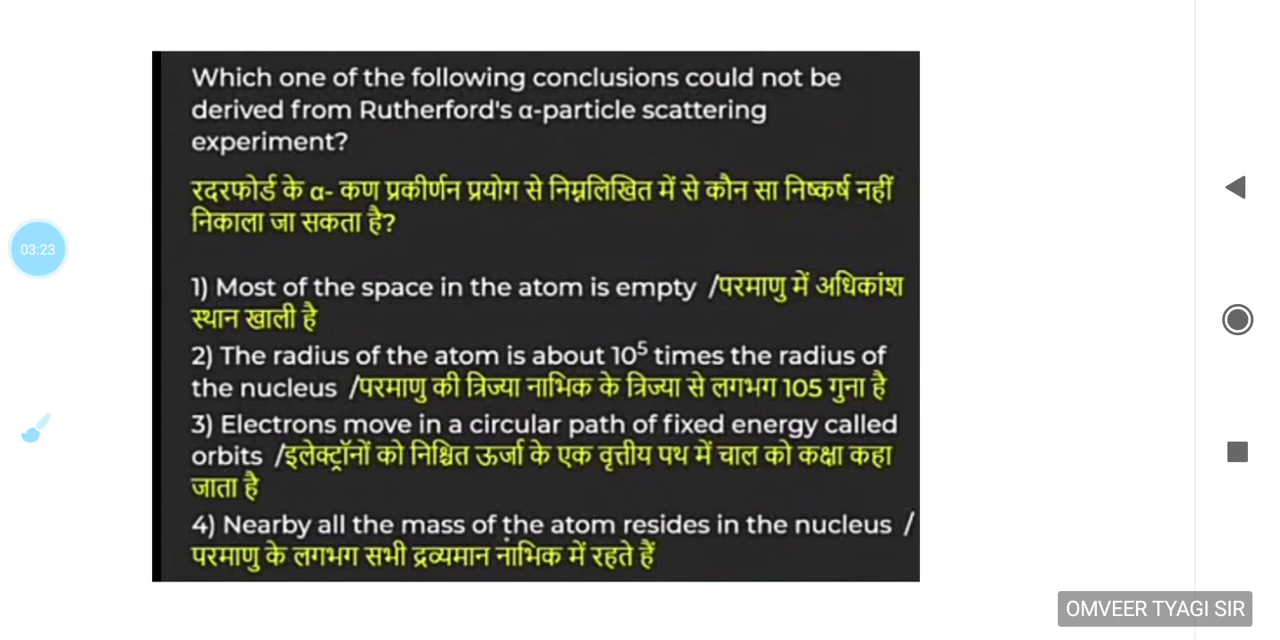 Which one of the following conclusions could not be
derived from Rutherford's α-particle scattering
experiment?
रदरफोर्ड के α- कण प्रकीर्णन प्रयोग से निम्नलिखित में से कौन सा निष्कर्ष नहीं
निकाला जा सकता है?
1) Most of the space in the atom is empty /परमाणु में अधिकांश
स्थान खाली है
2) The radius of the atom is about 10⁵ times the radius of
the nucleus /परमाणु की त्रिज्या नाभिक के त्रिज्या से लगभग 105 गुना है
3) Electrons move in a circular path of fixed energy called
orbits /इलेक्ट्रॉनों को निश्चित ऊर्जा के एक वृत्तीय पथ में चाल को कक्षा कहा
जाता है
4) Nearby all the mass of the atom resides in the nucleus /
परमाणु के लगभग सभी द्रव्यमान नाभिक में रहते हैं
03:23
OMVEER TYAGI SIR